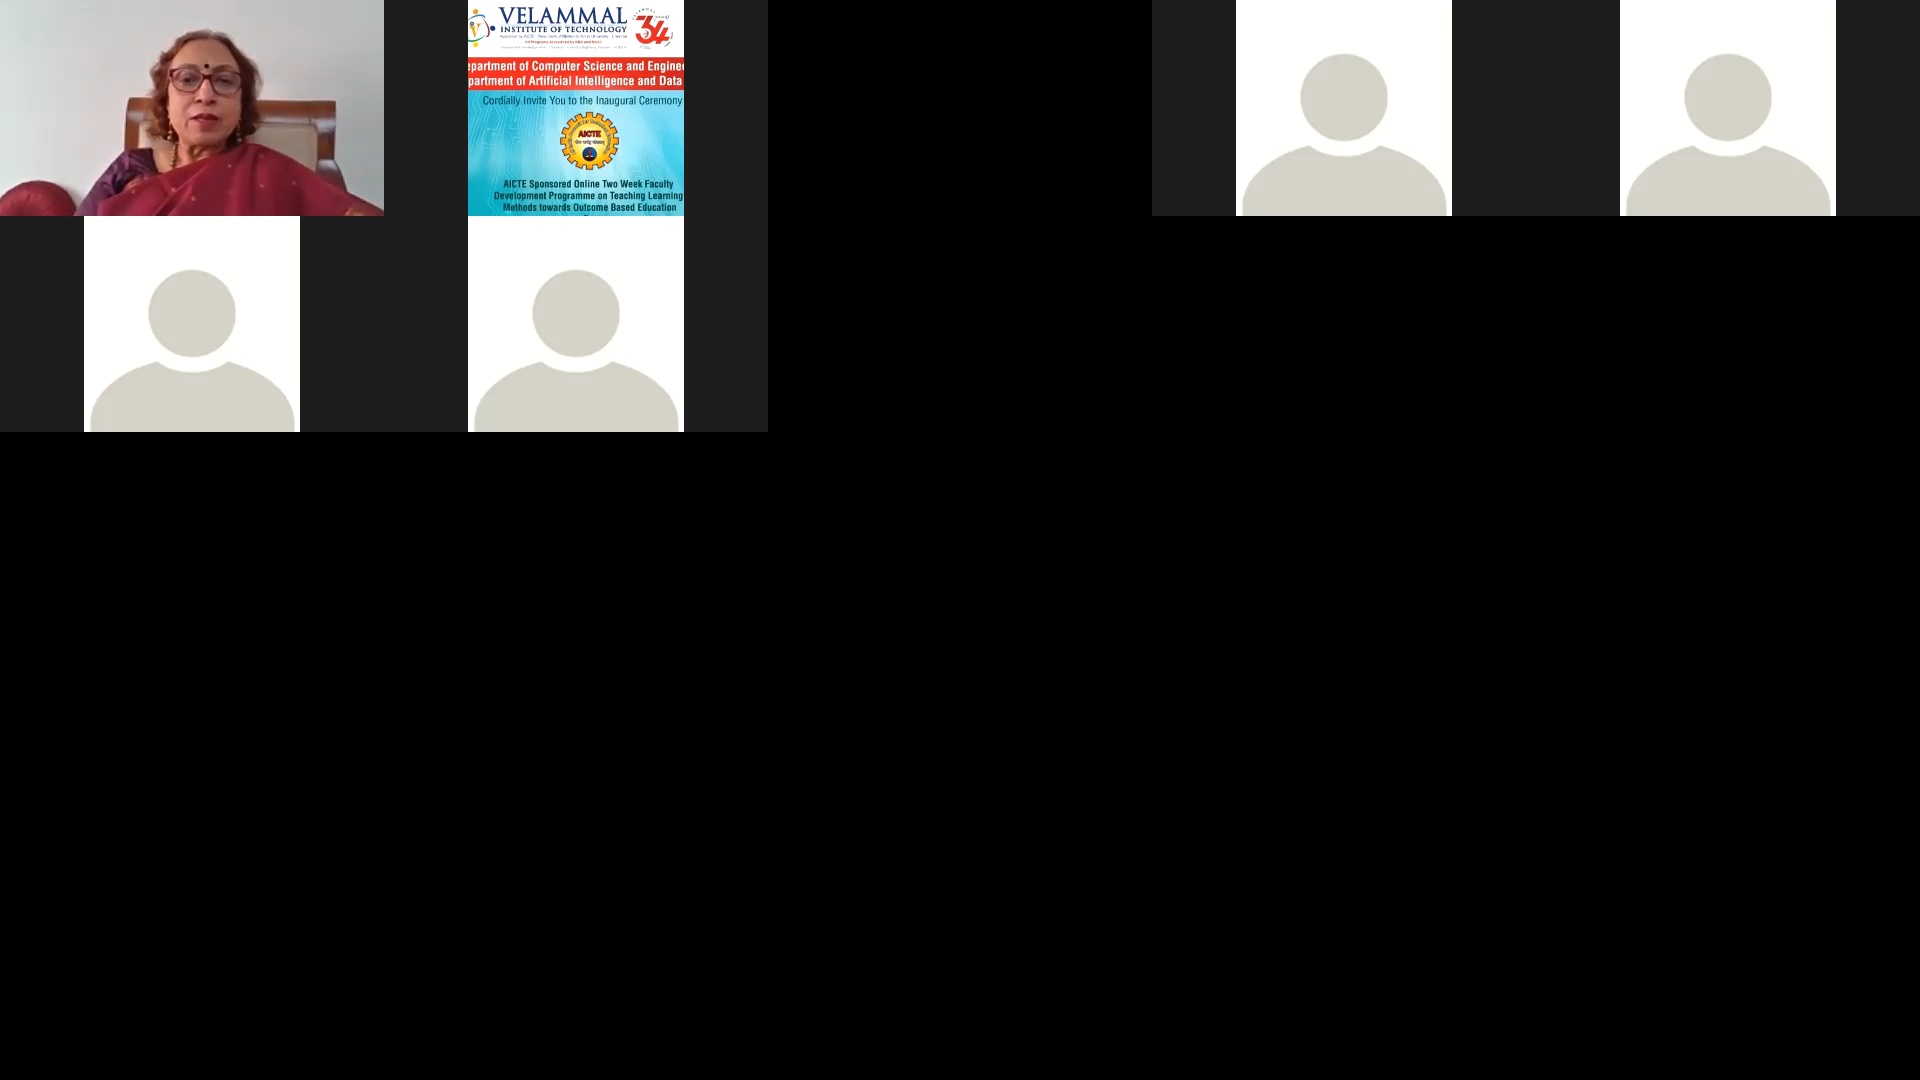 VELAMMAL
INSTITUTE OF TECHNOLOGY
34
epartment of Computer Science and Enginee
partment of Artificial Intelligence and Data
Cordially Invite You to the Inaugural Ceremony
AICTE
AICTE Sponsored Online Two Week Faculty
Development Programme on Teaching Learning
Methods towards Outcome Based Education